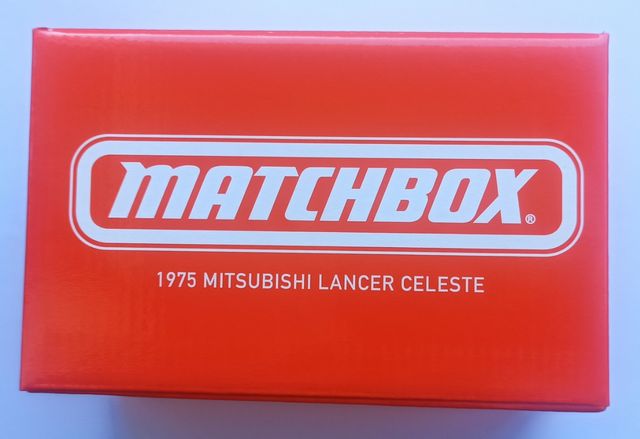 MATCHBOX®
1975 MITSUBISHI LANCER CELESTE